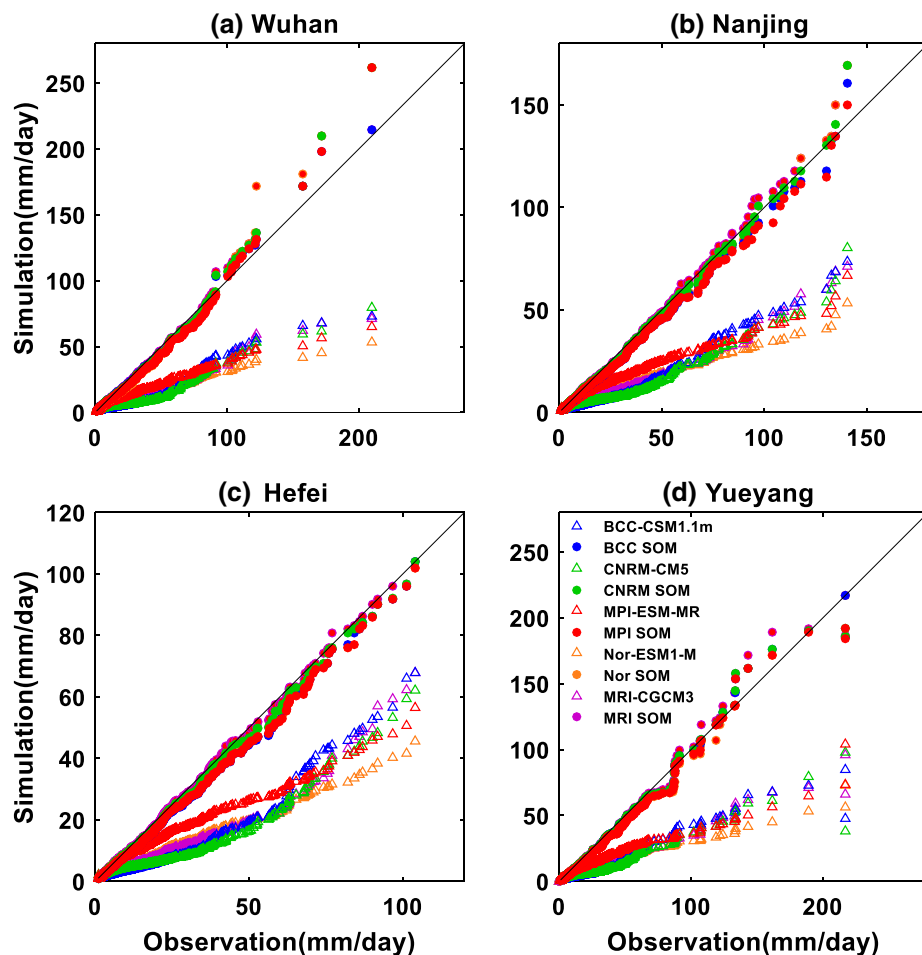 (a) Wuhan
(b) Nanjing
Simulation(mm/day)
250
200
150
100
50
0
0
100
200
150
100
50
0
0
50
100
150
(c) Hefei
(d) Yueyang
Simulation(mm/day)
120
100
80
60
40
20
0
0
50
100
Observation(mm/day)
250
200
150
100
50
0
0
100
200
Observation(mm/day)
BCC-CSM1.1m
BCC SOM
CNRM-CM5
CNRM SOM
MPI-ESM-MR
MPI SOM
Nor-ESM1-M
Nor SOM
MRI-CGCM3
MRI SOM